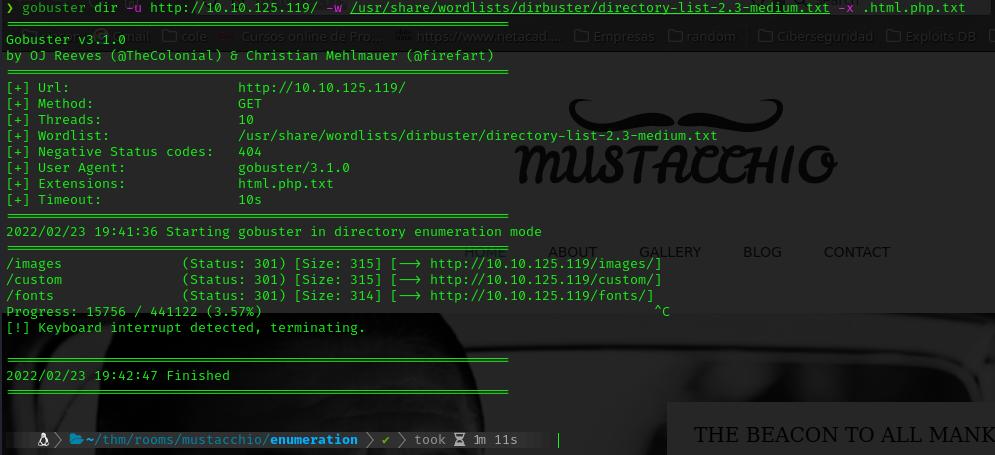 ❯ gobuster dir -u http://10.10.125.119/ -w /usr/share/wordlists/dirbuster/directory-list-2.3-medium.txt -x .html.php.txt
cole
Cursos online de Pro...
https://www.netacad...
Empresas
random
Ciberseguridad
Exploits DB
Gobuster v3.1.0
by OJ Reeves (@TheColonial) & Christian Mehlmauer (@firefart)
[+] Url: http://10.10.125.119/
[+] Method: GET
[+] Threads: 10
[+] Wordlist: /usr/share/wordlists/dirbuster/directory-list-2.3-medium.txt
[+] Negative Status codes: 404
[+] User Agent: gobuster/3.1.0
[+] Extensions: html.php.txt
[+] Timeout: 10s
MUSTACCHIO
2022/02/23 19:41:36 Starting gobuster in directory enumeration mode
HOME ABOUT GALLERY BLOG CONTACT
/images (Status: 301) [Size: 315] [--> http://10.10.125.119/images/]
/custom (Status: 301) [Size: 315] [--> http://10.10.125.119/custom/]
/fonts (Status: 301) [Size: 314] [--> http://10.10.125.119/fonts/]
Progress: 15756 / 441122 (3.57%) ^C
[!] Keyboard interrupt detected, terminating.
2022/02/23 19:42:47 Finished
~/thm/rooms/mustacchio/enumeration ✔ took 1m 11s
THE BEACON TO ALL MANK